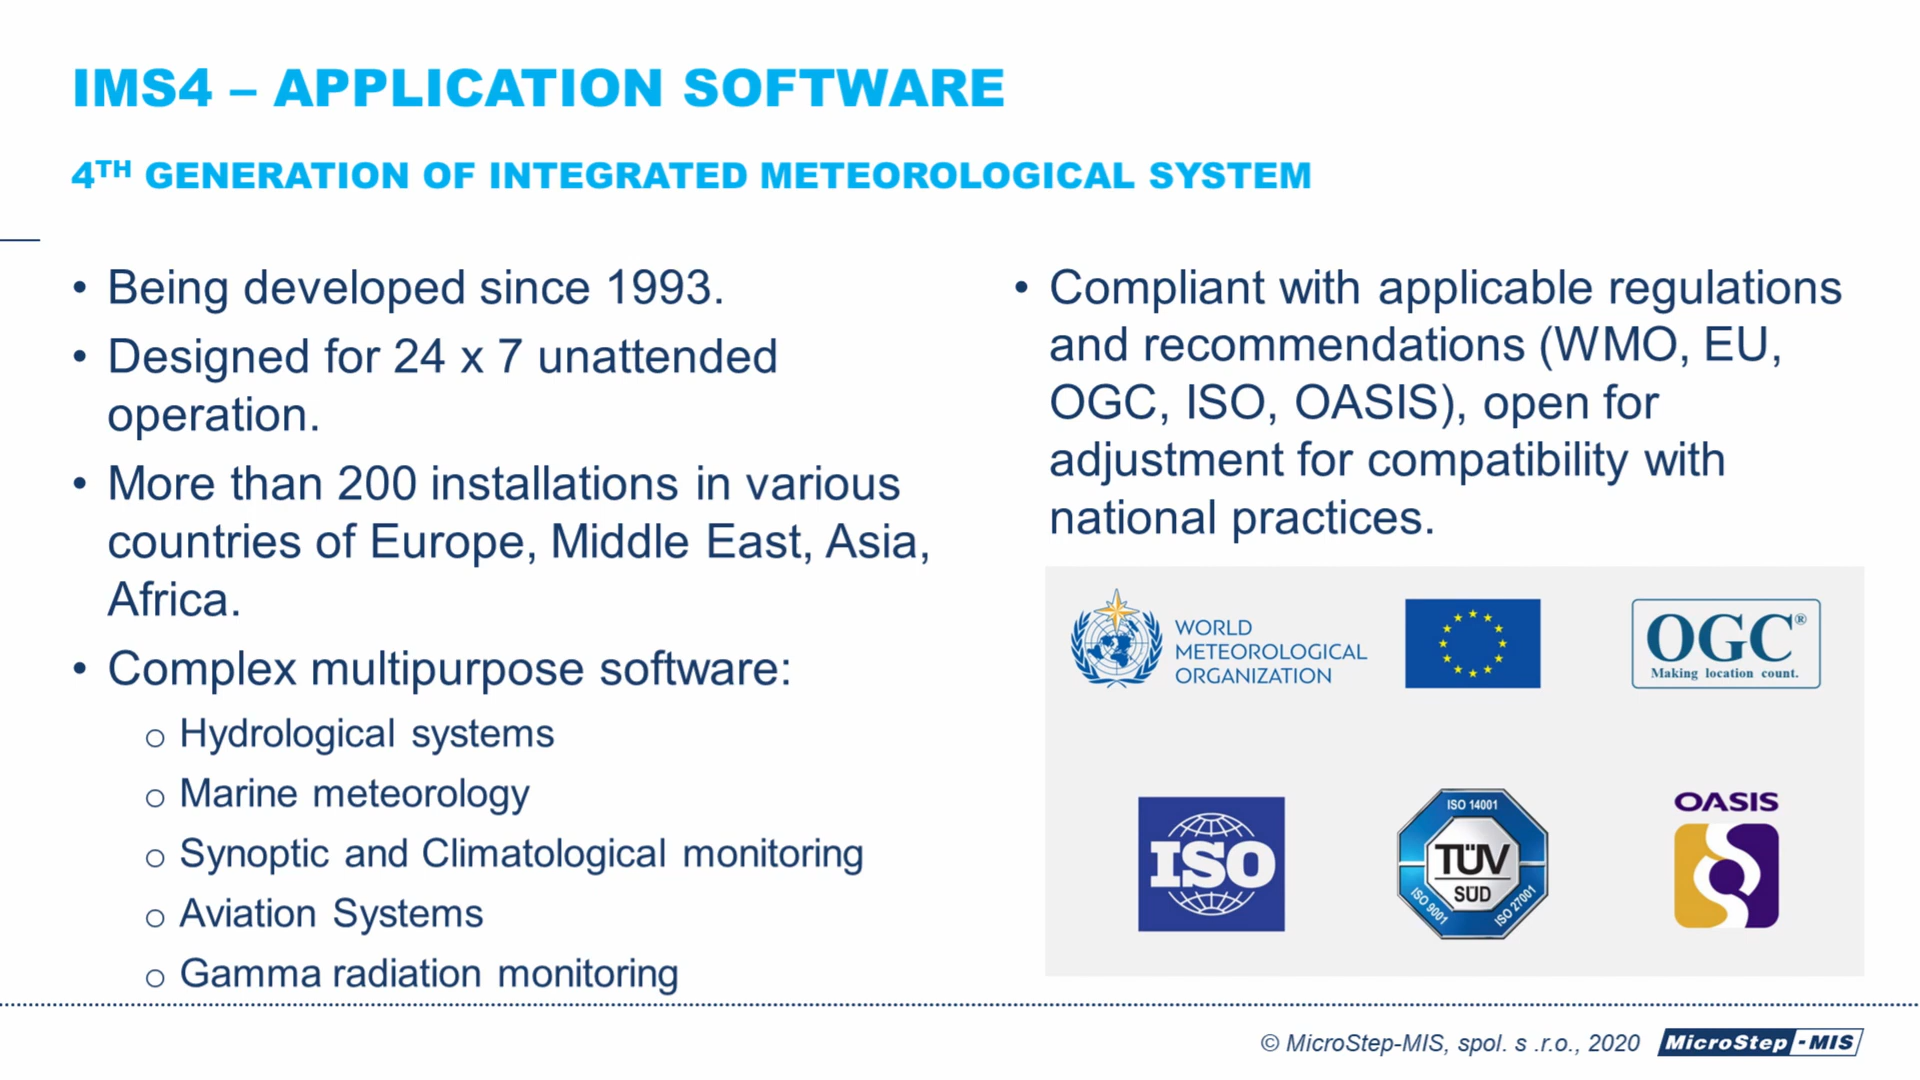 IMS4 – APPLICATION SOFTWARE
4TH GENERATION OF INTEGRATED METEOROLOGICAL SYSTEM
• Being developed since 1993.
• Designed for 24 x 7 unattended
operation.
• More than 200 installations in various
countries of Europe, Middle East, Asia,
Africa.
• Complex multipurpose software:
o Hydrological systems
o Marine meteorology
o Synoptic and Climatological monitoring
o Aviation Systems
o Gamma radiation monitoring
• Compliant with applicable regulations
and recommendations (WMO, EU,
OGC, ISO, OASIS), open for
adjustment for compatibility with
national practices.
WORLD
METEOROLOGICAL
ORGANIZATION
OGC®
Making location count.
ISO
ISO 14001
TÜV
SÜD
ISO 9001
ISO 27001
OASIS
© MicroStep-MIS, spol. s .r.o., 2020
MicroStep-MIS